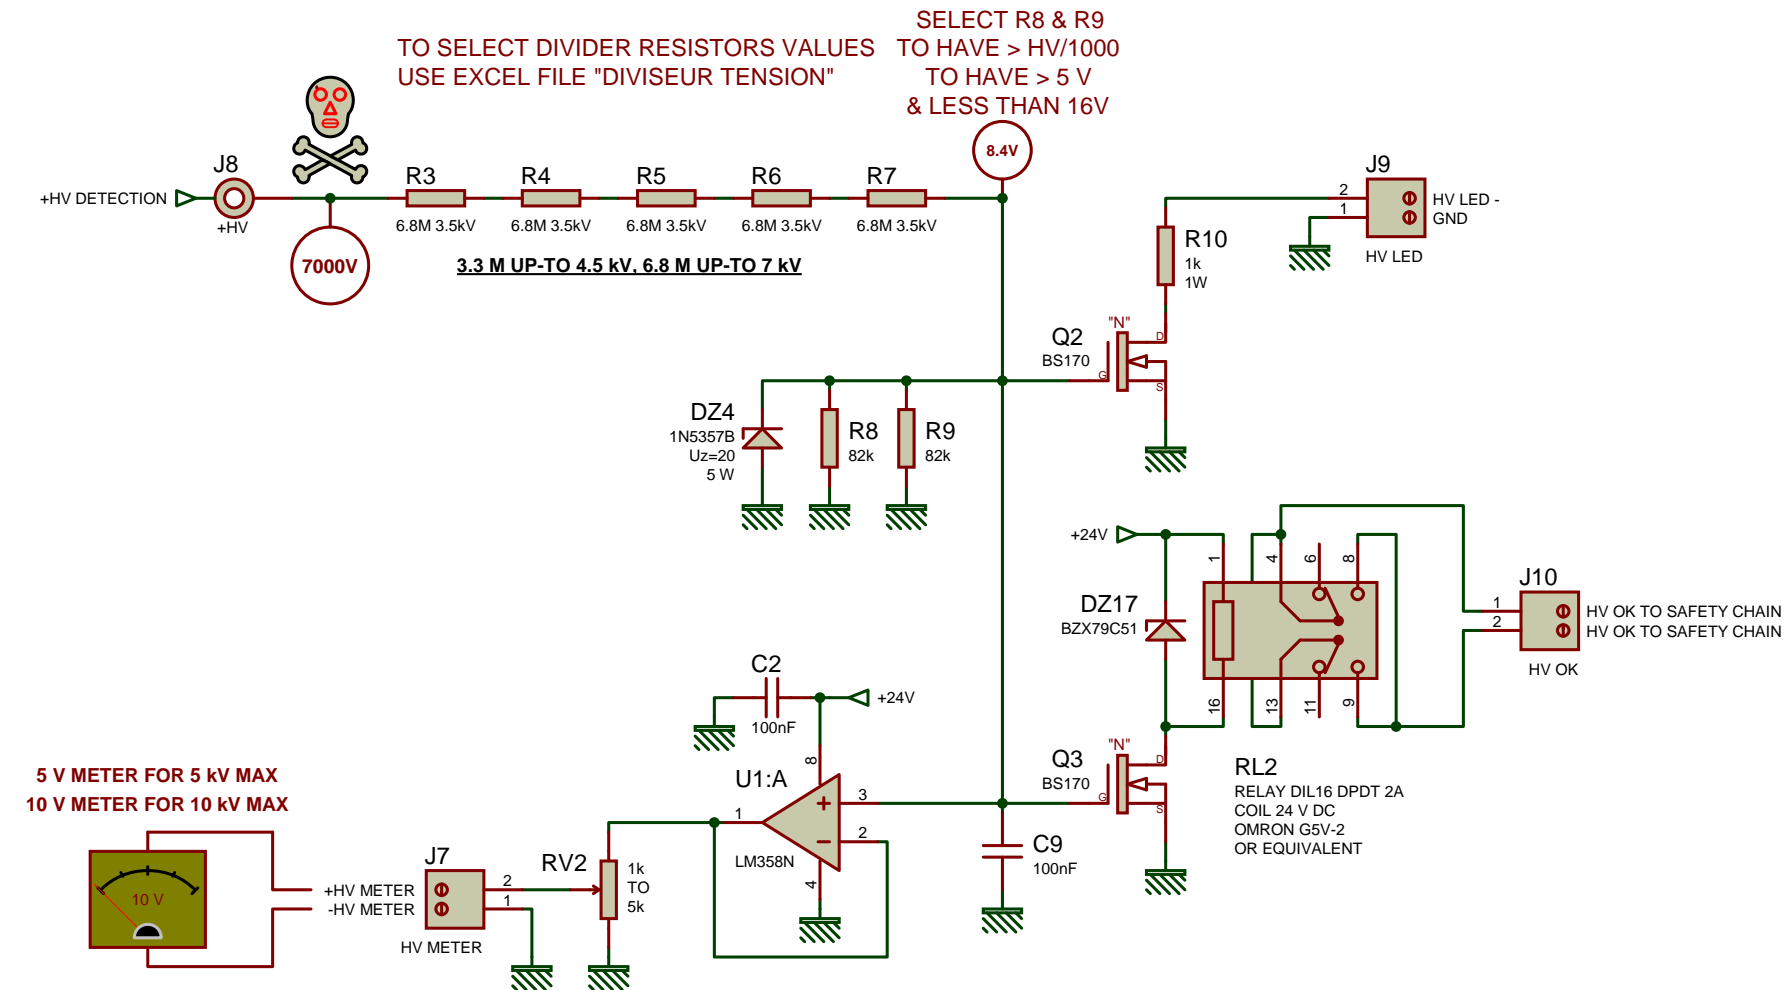 SELECT R8 & R9
TO HAVE > HV/1000
TO HAVE > 5 V
& LESS THAN 16V
TO SELECT DIVIDER RESISTORS VALUES
USE EXCEL FILE "DIVISEUR TENSION"
8.4V
J8
+HV DETECTION
+HV
7000V
R3
6.8M 3.5kV
R4
6.8M 3.5kV
R5
6.8M 3.5kV
R6
6.8M 3.5kV
R7
6.8M 3.5kV
3.3 M UP-TO 4.5 kV, 6.8 M UP-TO 7 kV
J9
2
1
HV LED -
GND
HV LED
R10
1k
1W
"N"
Q2
BS170
D
G
S
DZ4
1N5357B
Uz=20
5 W
R8
82k
R9
82k
+24V
DZ17
BZX79C51
1
4
6
8
16
13
11
9
J10
1
2
HV OK TO SAFETY CHAIN
HV OK TO SAFETY CHAIN
HV OK
RL2
RELAY DIL16 DPDT 2A
COIL 24 V DC
OMRON G5V-2
OR EQUIVALENT
"N"
Q3
BS170
D
G
S
C2
100nF
+24V
U1:A
8
3
2
1
4
+
−
LM358N
C9
100nF
5 V METER FOR 5 kV MAX
10 V METER FOR 10 kV MAX
10 V
+HV METER
-HV METER
J7
2
1
HV METER
RV2
1k
TO
5k